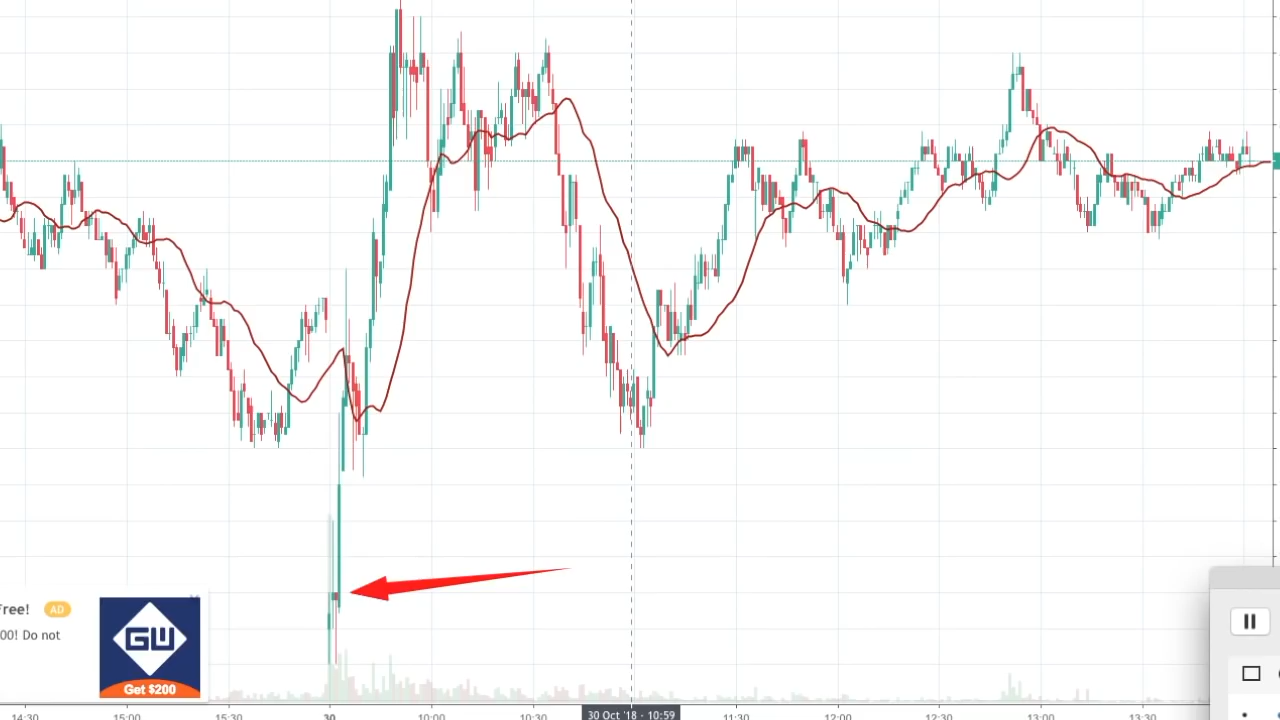 Free!
AD
00! Do not
GW
Get $200
14:30
15:00
15:30
30
10:00
10:30
30 Oct '18 - 10:59
11:30
12:00
12:30
13:00
13:30